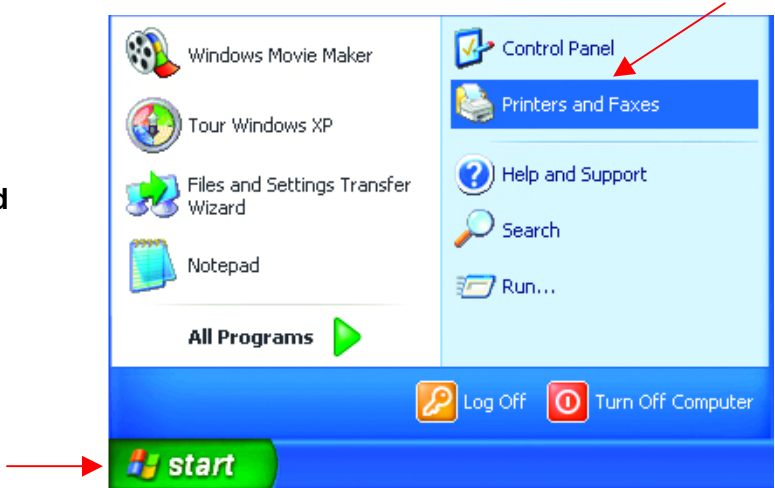 Windows Movie Maker
Tour Windows XP
Files and Settings Transfer
Wizard
Notepad
All Programs
Control Panel
Printers and Faxes
Help and Support
Search
Run...
Log Off
Turn Off Computer
start